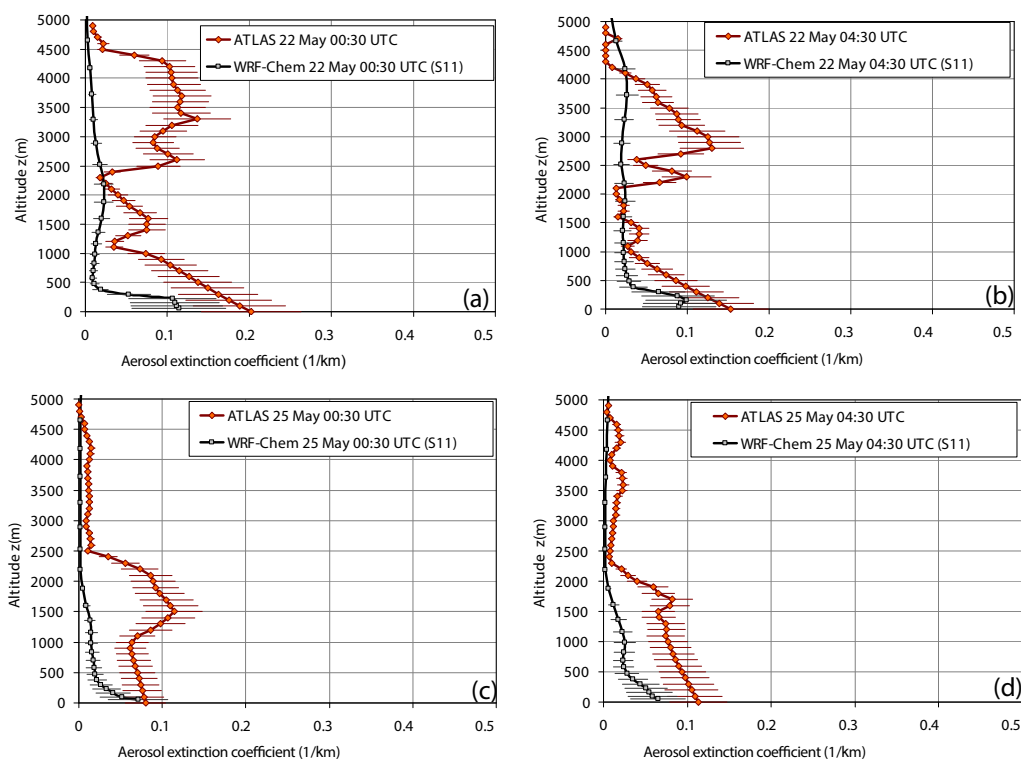 5000
4500
4000
3500
3000
2500
2000
1500
1000
500
0
Altitude z(m)
ATLAS 22 May 00:30 UTC
WRF-Chem 22 May 00:30 UTC (S11)
(a)
0 0.1 0.2 0.3 0.4 0.5
Aerosol extinction coefficient (1/km)
5000
4500
4000
3500
3000
2500
2000
1500
1000
500
0
Altitude z(m)
ATLAS 22 May 04:30 UTC
WRF-Chem 22 May 04:30 UTC (S11)
(b)
0 0.1 0.2 0.3 0.4 0.5
Aerosol extinction coefficient (1/km)
5000
4500
4000
3500
3000
2500
2000
1500
1000
500
0
Altitude z(m)
ATLAS 25 May 00:30 UTC
WRF-Chem 25 May 00:30 UTC (S11)
(c)
0 0.1 0.2 0.3 0.4 0.5
Aerosol extinction coefficient (1/km)
5000
4500
4000
3500
3000
2500
2000
1500
1000
500
0
Altitude z(m)
ATLAS 25 May 04:30 UTC
WRF-Chem 25 May 04:30 UTC (S11)
(d)
0 0.1 0.2 0.3 0.4 0.5
Aerosol extinction coefficient (1/km)